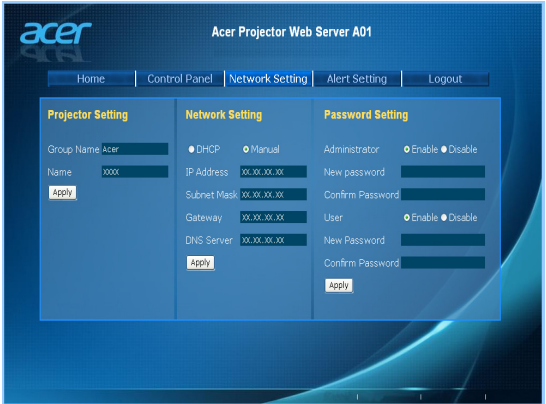 acer
Acer Projector Web Server A01
Home Control Panel Network Setting Alert Setting Logout
Projector Setting
Group Name Acer
Name XXXX
Apply
Network Setting
DHCP Manual
IP Address XX.XX.XX.XX
Subnet Mask XX.XX.XX.XX
Gateway XX.XX.XX.XX
DNS Server XX.XX.XX.XX
Apply
Password Setting
Administrator Enable Disable
New password
Confirm Password
User Enable Disable
New Password
Confirm Password
Apply